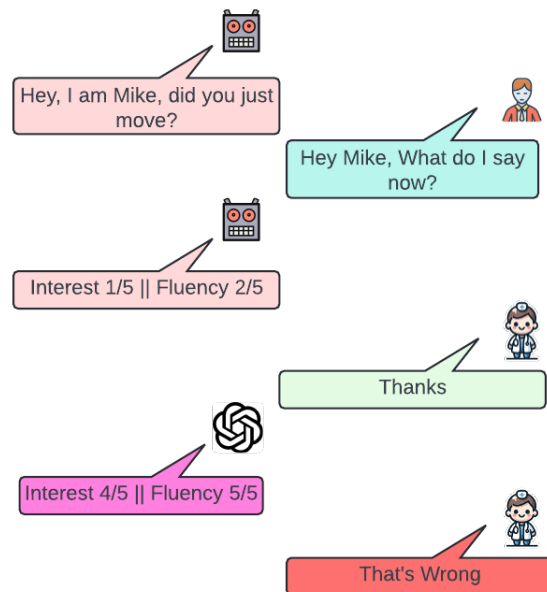 Hey, I am Mike, did you just
move?
Hey Mike, What do I say
now?
Interest 1/5 || Fluency 2/5
Thanks
Interest 4/5 || Fluency 5/5
That's Wrong